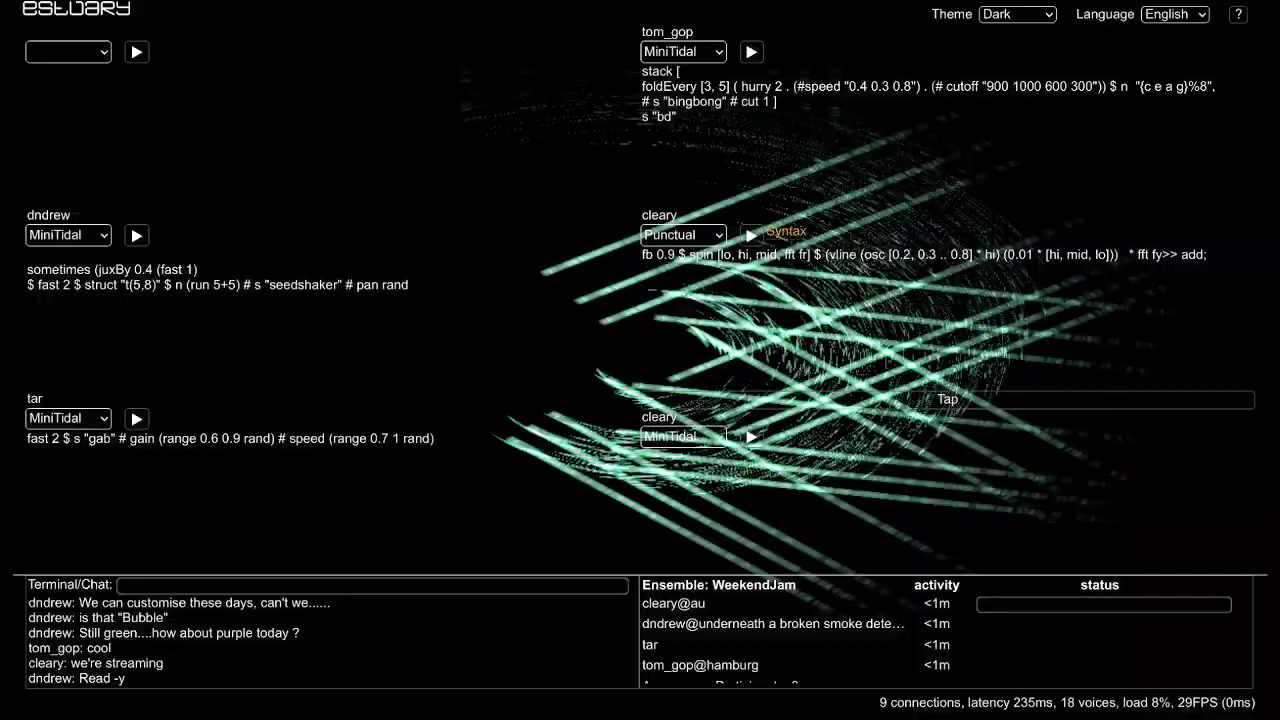 estuary
Theme Dark Language English ?
tom_gop
MiniTidal
stack [
foldEvery [3, 5] ( hurry 2 . (#speed "0.4 0.3 0.8") . (# cutoff "900 1000 600 300")) $ n "{c e a g}%8",
# s "bingbong" # cut 1 ]
s "bd"
dndrew
MiniTidal
sometimes (juxBy 0.4 (fast 1)
$ fast 2 $ struct "t(5,8)" $ n (run 5+5) # s "seedshaker" # pan rand
cleary
Punctual Syntax
fb 0.9 $ spin [lo, hi, mid, fft fr] $ (vline (osc [0.2, 0.3 .. 0.8] * hi) (0.01 * [hi, mid, lo])) * fft fy>> add;
tar
MiniTidal
fast 2 $ s "gab" # gain (range 0.6 0.9 rand) # speed (range 0.7 1 rand)
Tap
cleary
MiniTidal
Terminal/Chat:
dndrew: We can customise these days, can't we......
dndrew: is that "Bubble"
dndrew: Still green....how about purple today ?
tom_gop: cool
cleary: we're streaming
dndrew: Read -y
Ensemble: WeekendJam activity status
cleary@au <1m
dndrew@underneath a broken smoke dete… <1m
tar <1m
tom_gop@hamburg <1m
9 connections, latency 235ms, 18 voices, load 8%, 29FPS (0ms)